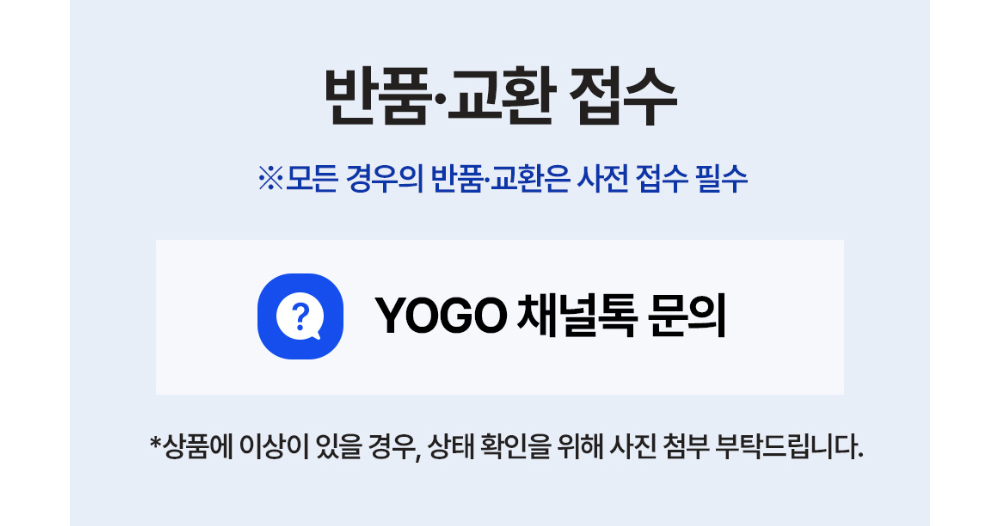 반품·교환 접수
※모든 경우의 반품·교환은 사전 접수 필수
?
YOGO 채널톡 문의
*상품에 이상이 있을 경우, 상태 확인을 위해 사진 첨부 부탁드립니다.